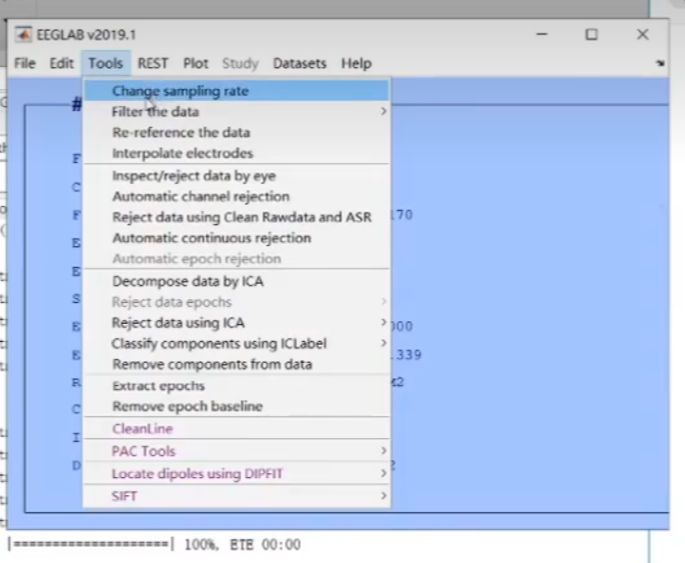 EEGLAB v2019.1
File Edit Tools REST Plot Study Datasets Help
#
Change sampling rate
Filter the data
Re-reference the data
F
Interpolate electrodes
Inspect/reject data by eye
C
Automatic channel rejection
F
Reject data using Clean Rawdata and ASR
170
E
Automatic continuous rejection
Automatic epoch rejection
E
Decompose data by ICA
S
Reject data epochs
E
Reject data using ICA
000
Classify components using ICLabel
E
339
Remove components from data
R
Extract epochs
M2
C
Remove epoch baseline
CleanLine
I
PAC Tools
D
Locate dipoles using DIPFIT
SIFT
|=====================| 100%, ETE 00:00